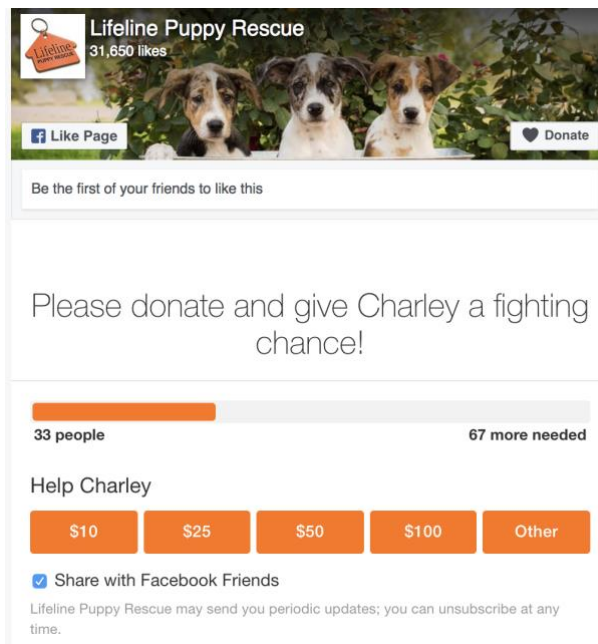 Lifeline Puppy Rescue
31,650 likes
Lifeline
PUPPY RESCUE
Like Page
Donate
Be the first of your friends to like this
Please donate and give Charley a fighting
chance!
33 people
67 more needed
Help Charley
$10
$25
$50
$100
Other
Share with Facebook Friends
Lifeline Puppy Rescue may send you periodic updates; you can unsubscribe at any
time.